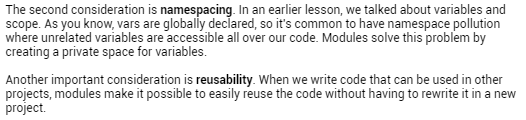 The second consideration is namespacing. In an earlier lesson, we talked about variables and
scope. As you know, vars are globally declared, so it's common to have namespace pollution
where unrelated variables are accessible all over our code. Modules solve this problem by
creating a private space for variables.
Another important consideration is reusability. When we write code that can be used in other
projects, modules make it possible to easily reuse the code without having to rewrite it in a new
project.